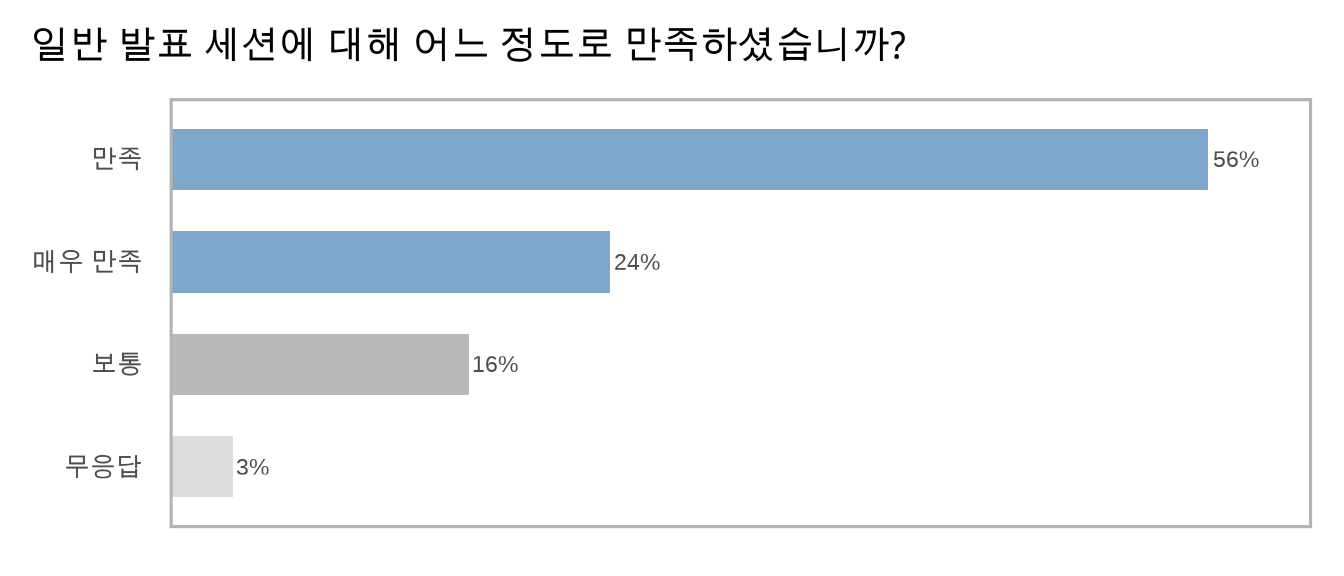 일반 발표 세션에 대해 어느 정도로 만족하셨습니까?
만족 56%
매우 만족 24%
보통 16%
무응답 3%